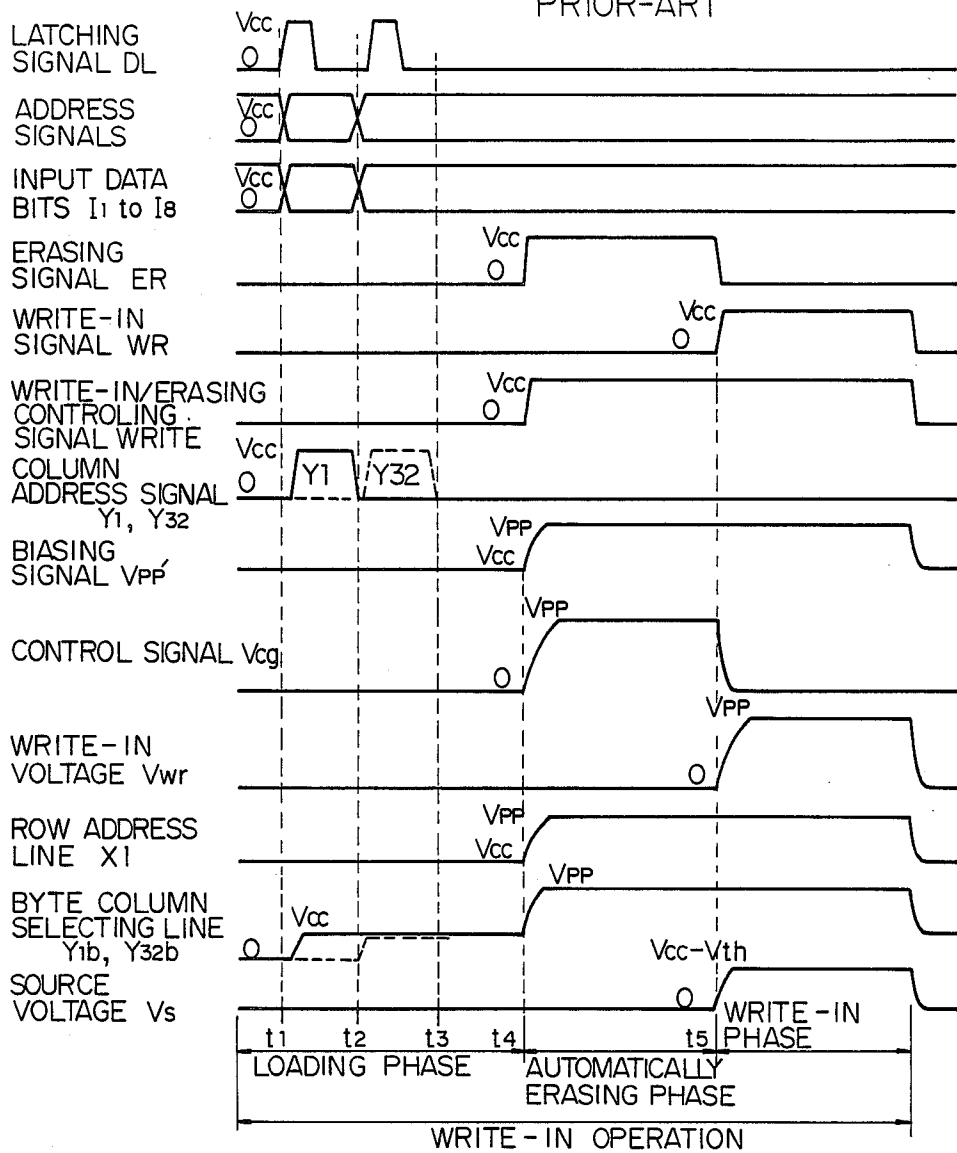 PRIOR-ART
LATCHING
SIGNAL DL
Vcc
O
ADDRESS
SIGNALS
Vcc
O
INPUT DATA
BITS I1 to I8
Vcc
O
ERASING
SIGNAL ER
Vcc
O
WRITE-IN
SIGNAL WR
Vcc
O
WRITE-IN/ERASING
CONTROLING
SIGNAL WRITE
Vcc
O
COLUMN
ADDRESS SIGNAL
Y1, Y32
Vcc
O
Y1
Y32
BIASING
SIGNAL VPP'
VPP
Vcc
CONTROL SIGNAL Vcg
VPP
O
WRITE-IN
VOLTAGE Vwr
VPP
O
ROW ADDRESS
LINE X1
VPP
Vcc
BYTE COLUMN
SELECTING LINE
Y1b, Y32b
Vcc
O
VPP
SOURCE
VOLTAGE Vs
Vcc-Vth
O
t1 t2 t3 t4 t5
LOADING PHASE
AUTOMATICALLY
ERASING PHASE
WRITE-IN
PHASE
WRITE-IN OPERATION